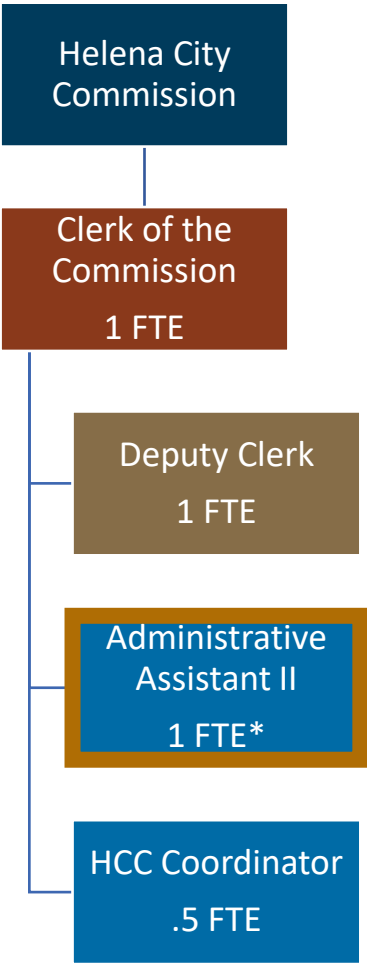 Helena City
Commission
Clerk of the
Commission
1 FTE
Deputy Clerk
1 FTE
Administrative
Assistant II
1 FTE*
HCC Coordinator
.5 FTE